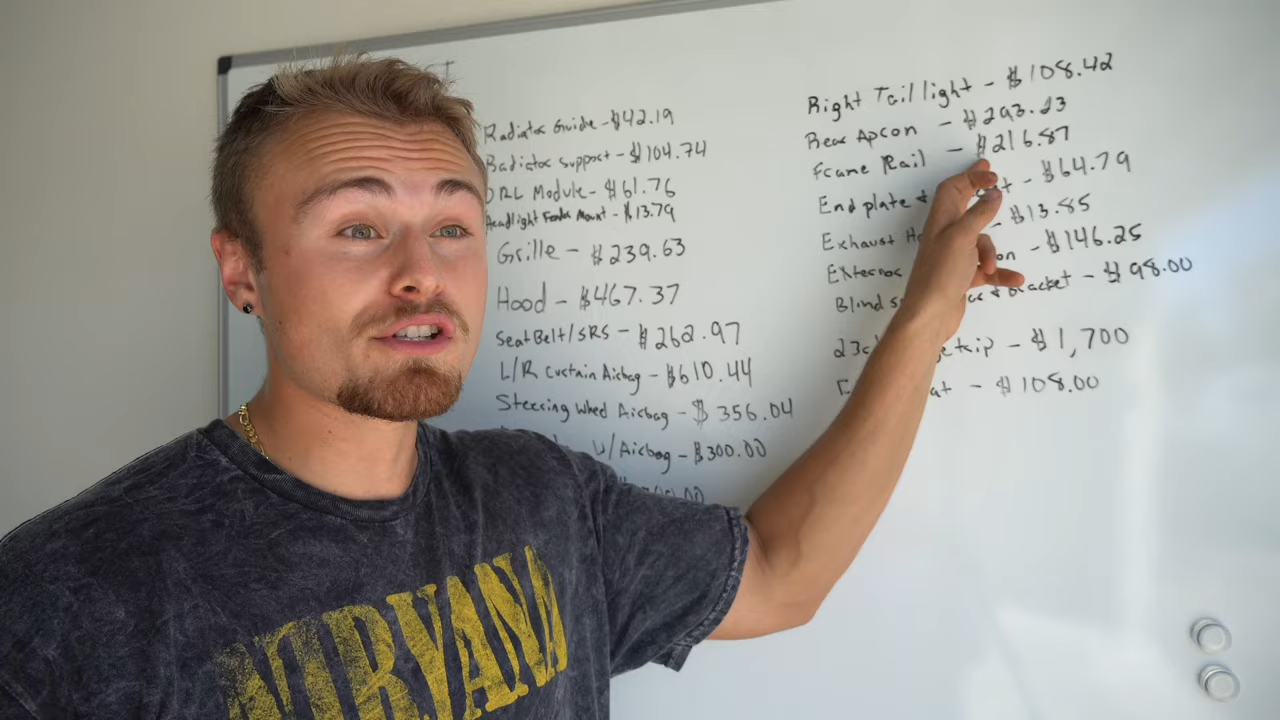 Radiator Guide - $42.19
Radiator support - $104.74
DRL Module - $61.76
Headlight Fender Mount - $13.79
Grille - $239.63
Hood - $467.37
Seat Belt/SRS - $262.97
L/R Curtain Airbag - $610.44
Steering Wheel Airbag - $356.04
W/Airbag - $300.00
Right Taillight - $108.42
Rear Apron - $293.23
Frame Rail - $216.87
End plate - $64.79
Exhaust - $13.85
- $146.25
Blind & bracket - $98.00
- $1,700
- $108.00
NIRVANA